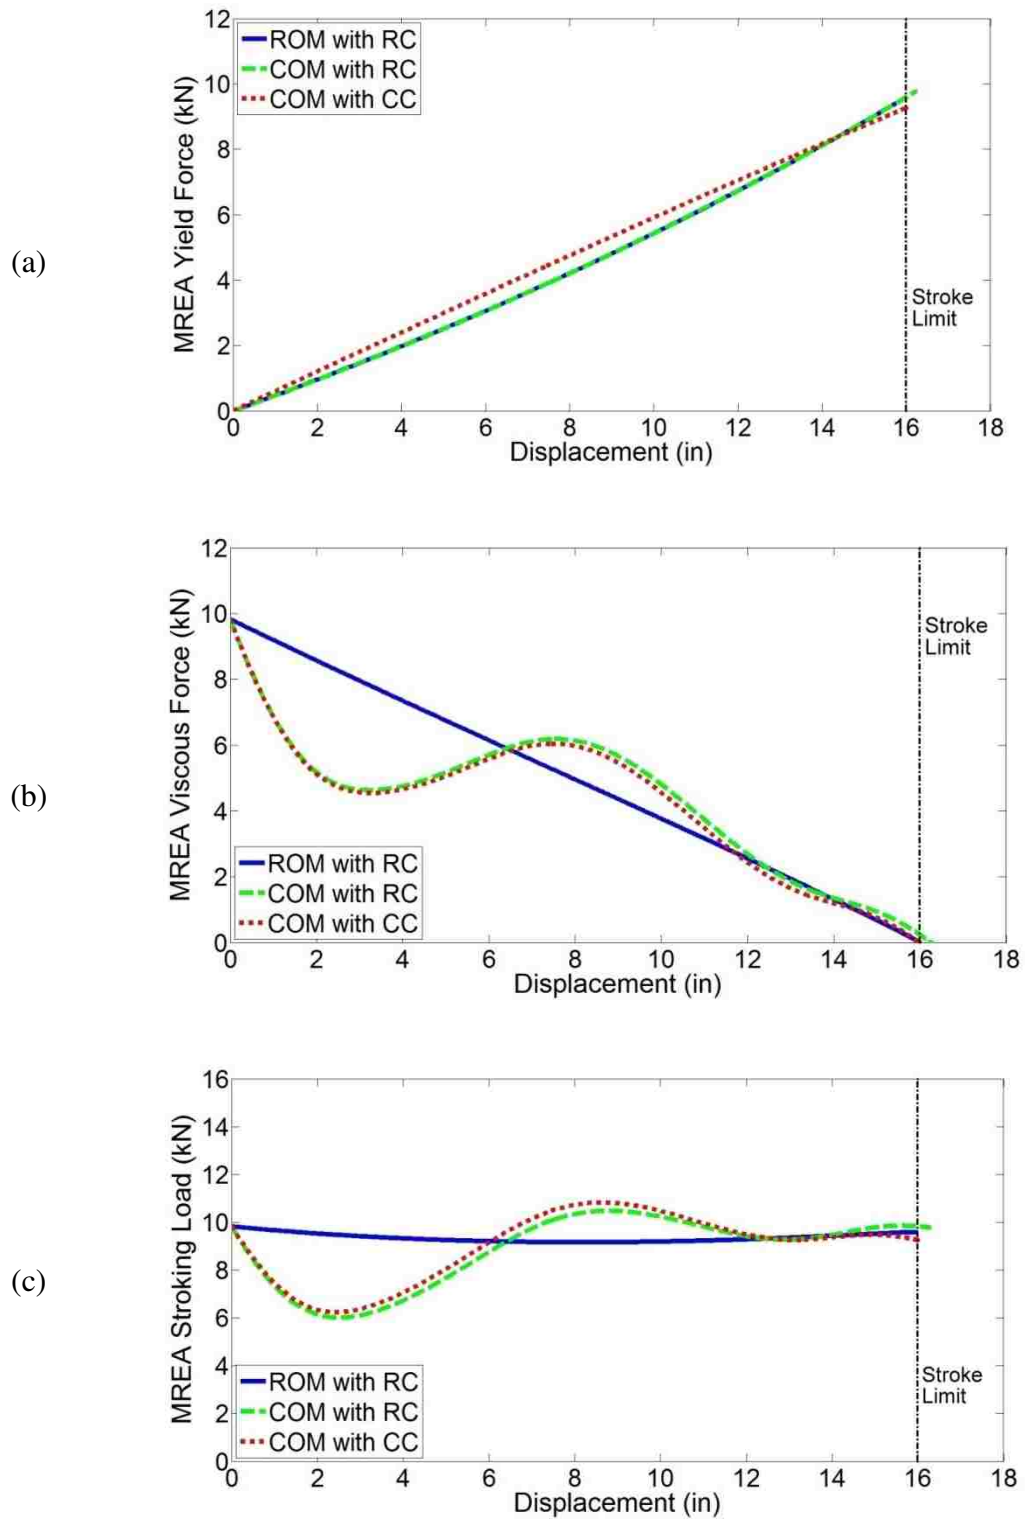 (a)
MREA Yield Force (kN)
12
10
8
6
4
2
0
ROM with RC
COM with RC
COM with CC
Stroke
Limit
0 2 4 6 8 10 12 14 16 18
Displacement (in)
(b)
MREA Viscous Force (kN)
12
10
8
6
4
2
0
Stroke
Limit
ROM with RC
COM with RC
COM with CC
0 2 4 6 8 10 12 14 16 18
Displacement (in)
(c)
MREA Stroking Load (kN)
16
14
12
10
8
6
4
2
0
Stroke
Limit
ROM with RC
COM with RC
COM with CC
0 2 4 6 8 10 12 14 16 18
Displacement (in)